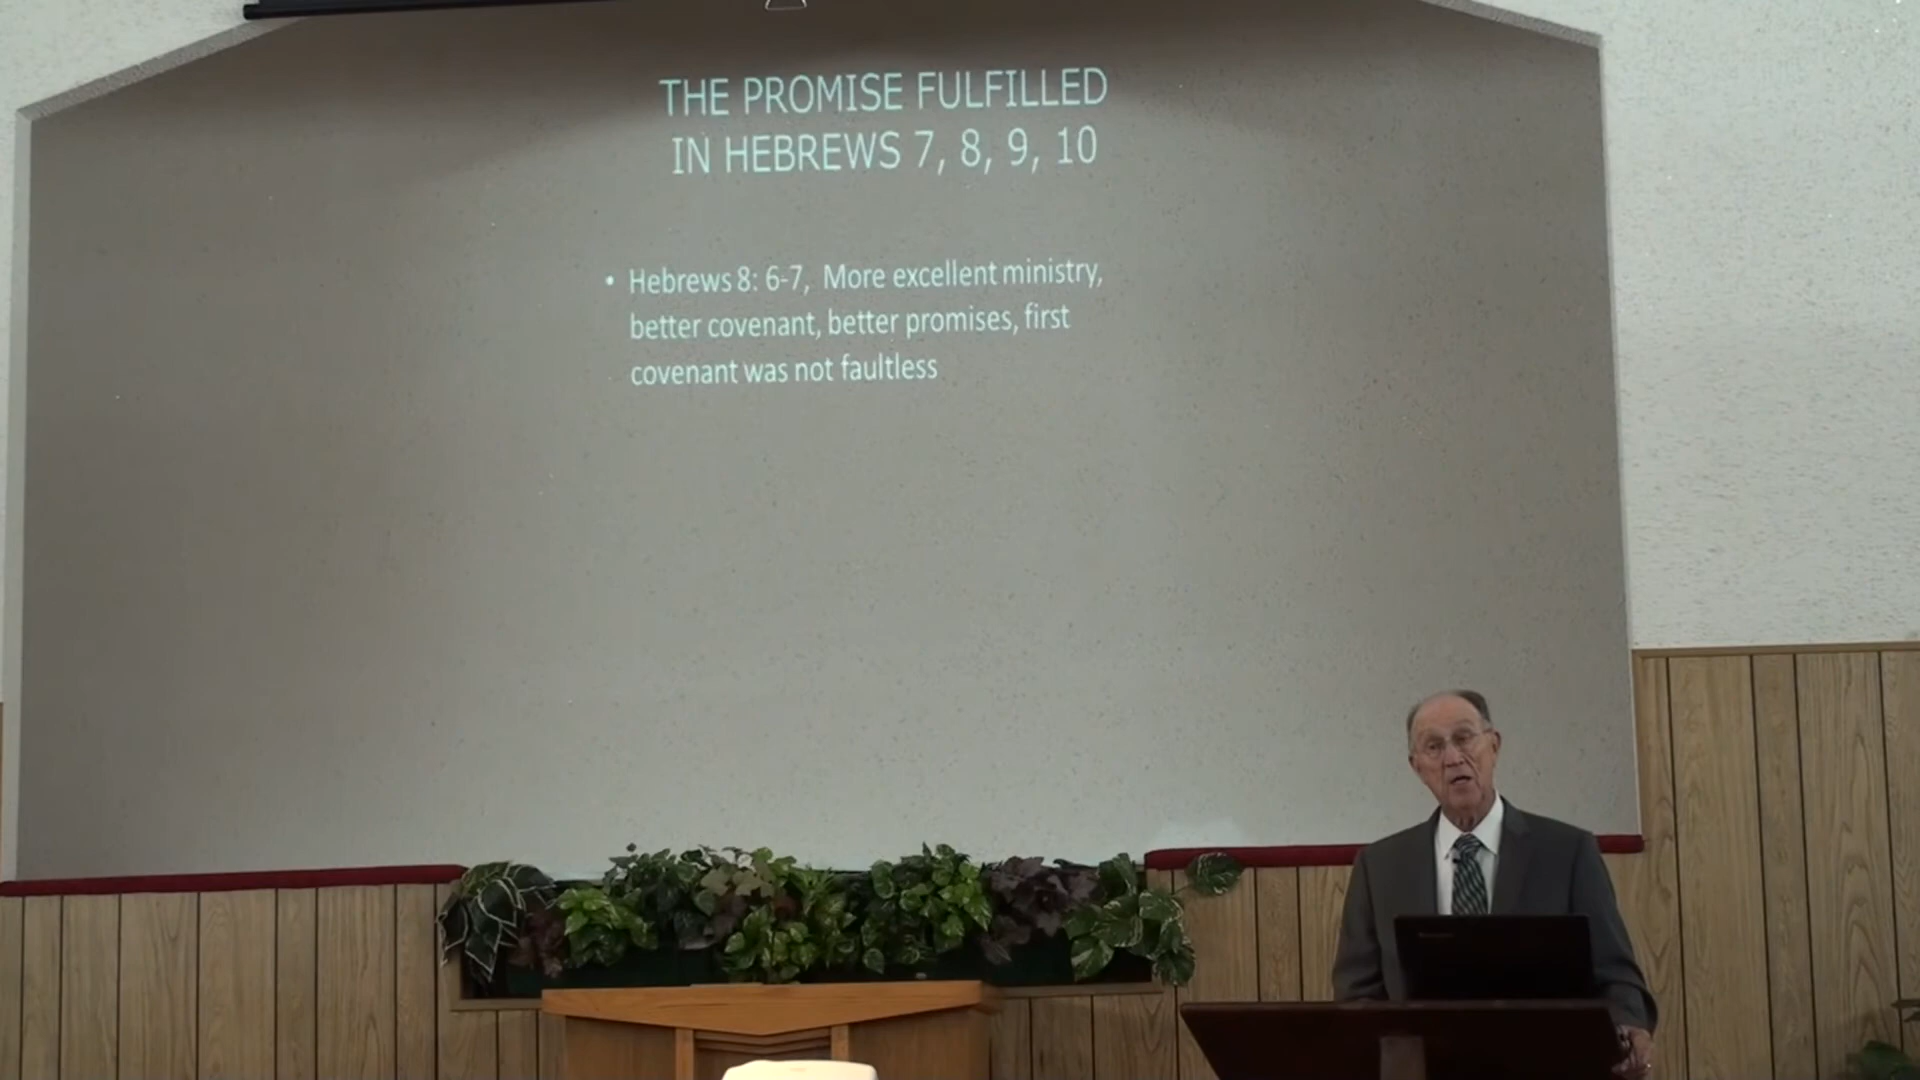 THE PROMISE FULFILLED
IN HEBREWS 7, 8, 9, 10
• Hebrews 8: 6-7, More excellent ministry,
better covenant, better promises, first
covenant was not faultless